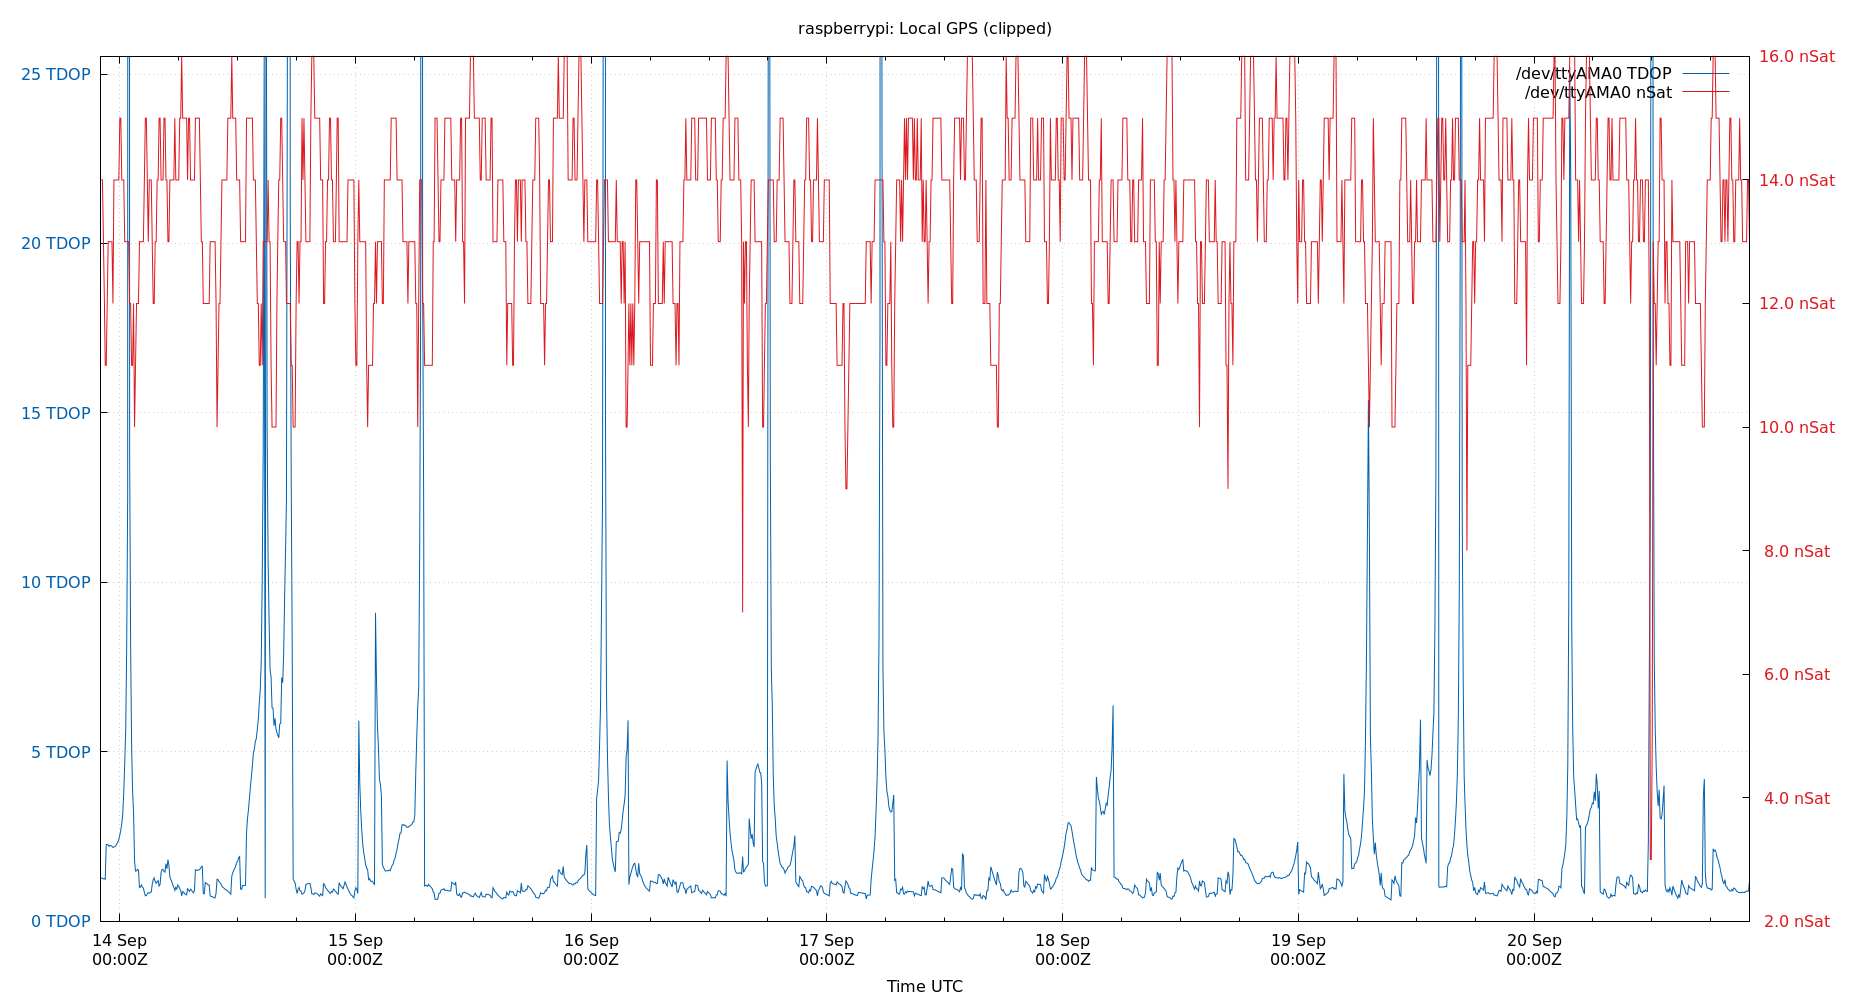 raspberrypi: Local GPS (clipped)
25 TDOP
20 TDOP
15 TDOP
10 TDOP
5 TDOP
0 TDOP
16.0 nSat
14.0 nSat
12.0 nSat
10.0 nSat
8.0 nSat
6.0 nSat
4.0 nSat
2.0 nSat
/dev/ttyAMA0 TDOP
/dev/ttyAMA0 nSat
14 Sep
00:00Z
15 Sep
00:00Z
16 Sep
00:00Z
17 Sep
00:00Z
18 Sep
00:00Z
19 Sep
00:00Z
20 Sep
00:00Z
Time UTC